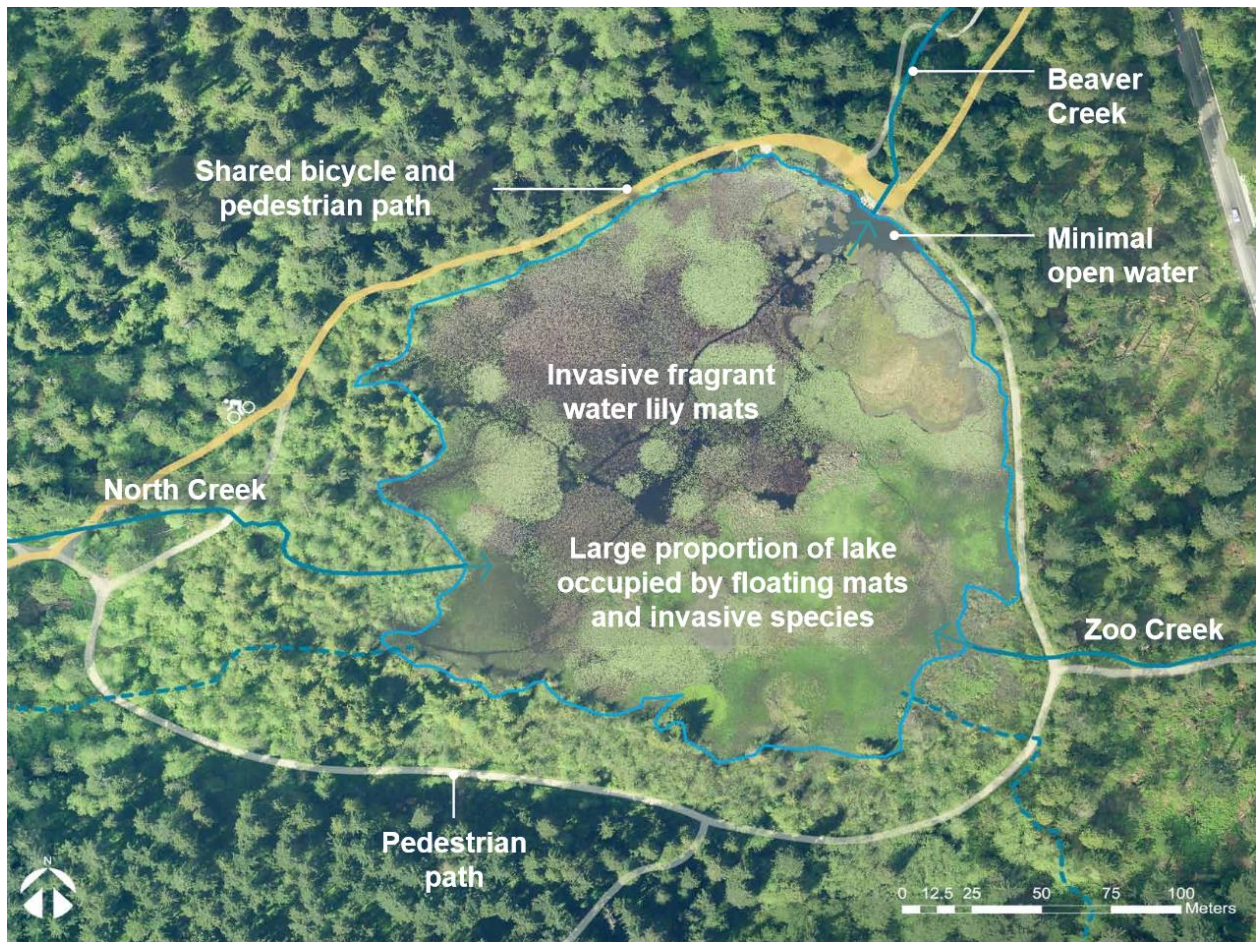 Beaver
Creek
Shared bicycle and
pedestrian path
Minimal
open water
Invasive fragrant
water lily mats
North Creek
Large proportion of lake
occupied by floating mats
and invasive species
Zoo Creek
Pedestrian
path
N
0 12.5 25 50 75 100
Meters